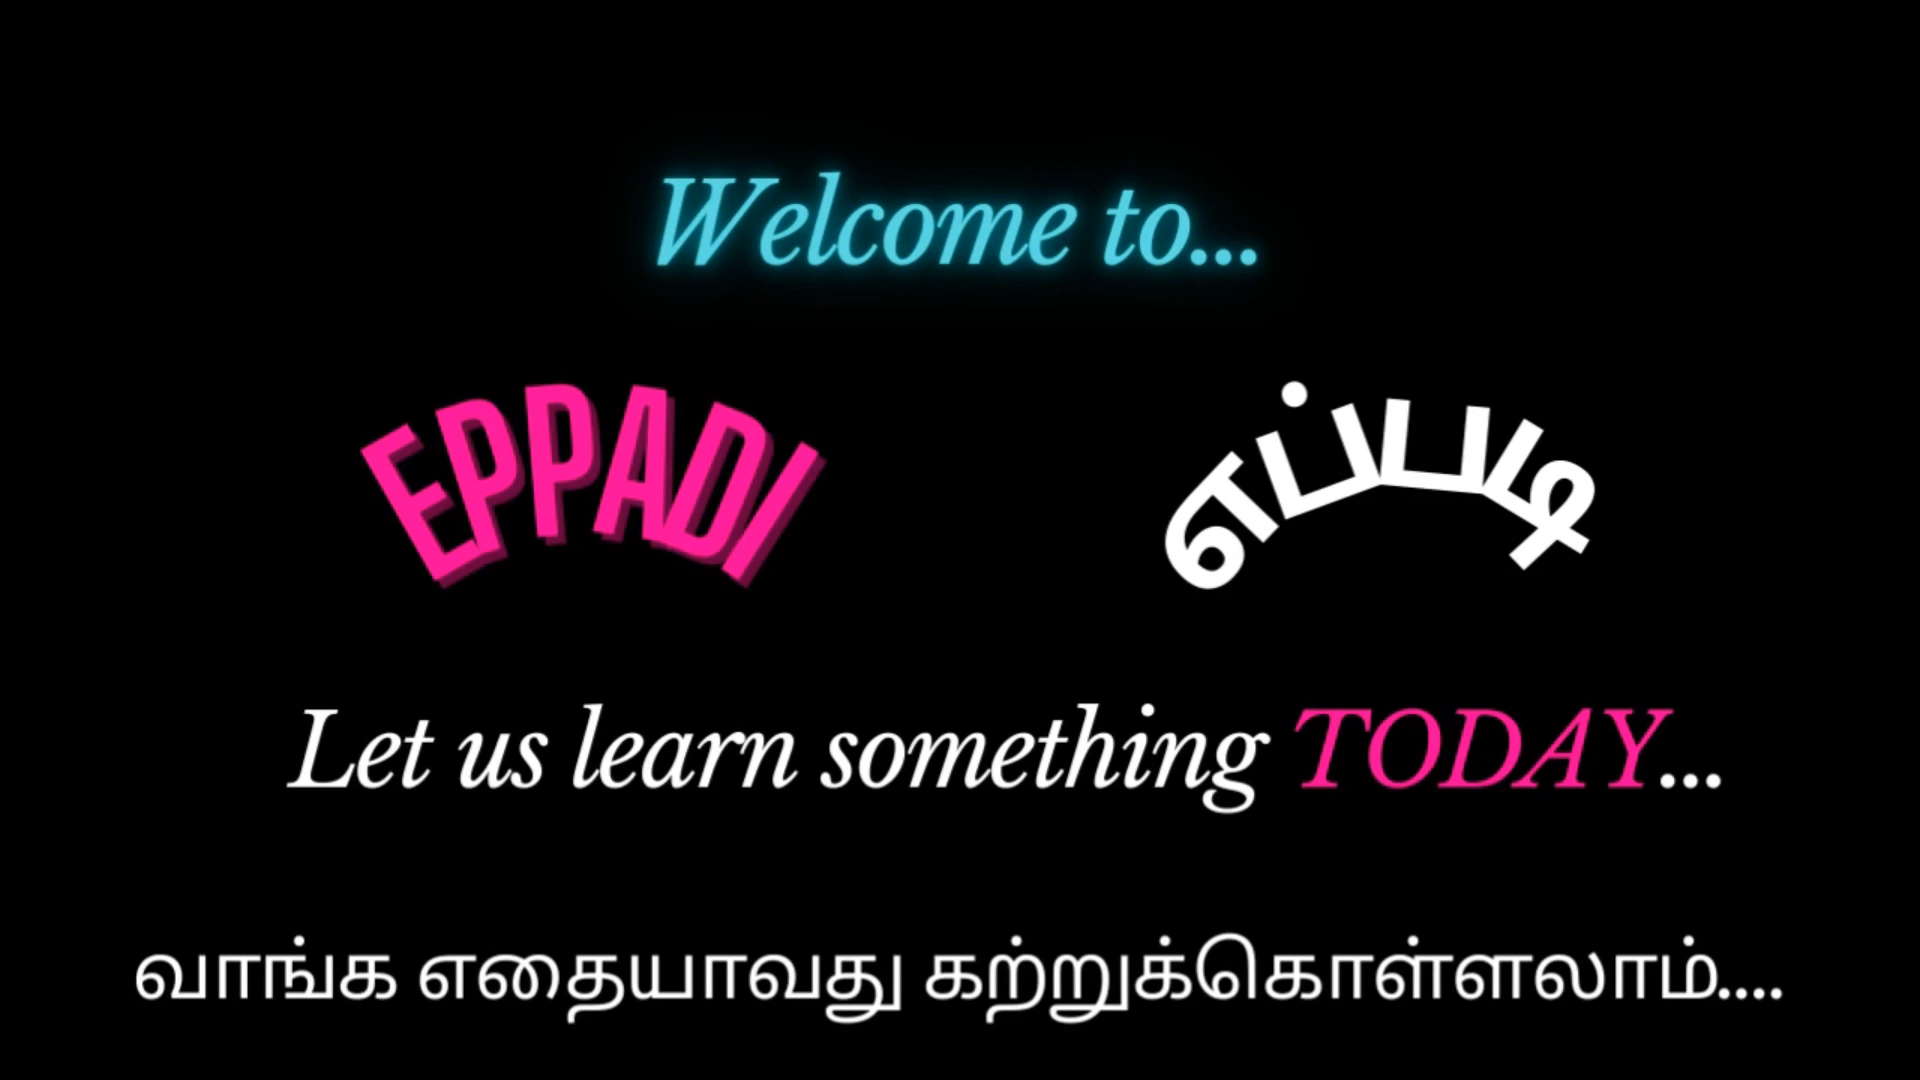 Welcome to...
EPPADI எப்படி
Let us learn something TODAY...
வாங்க எதையாவது கற்றுக்கொள்ளலாம்....